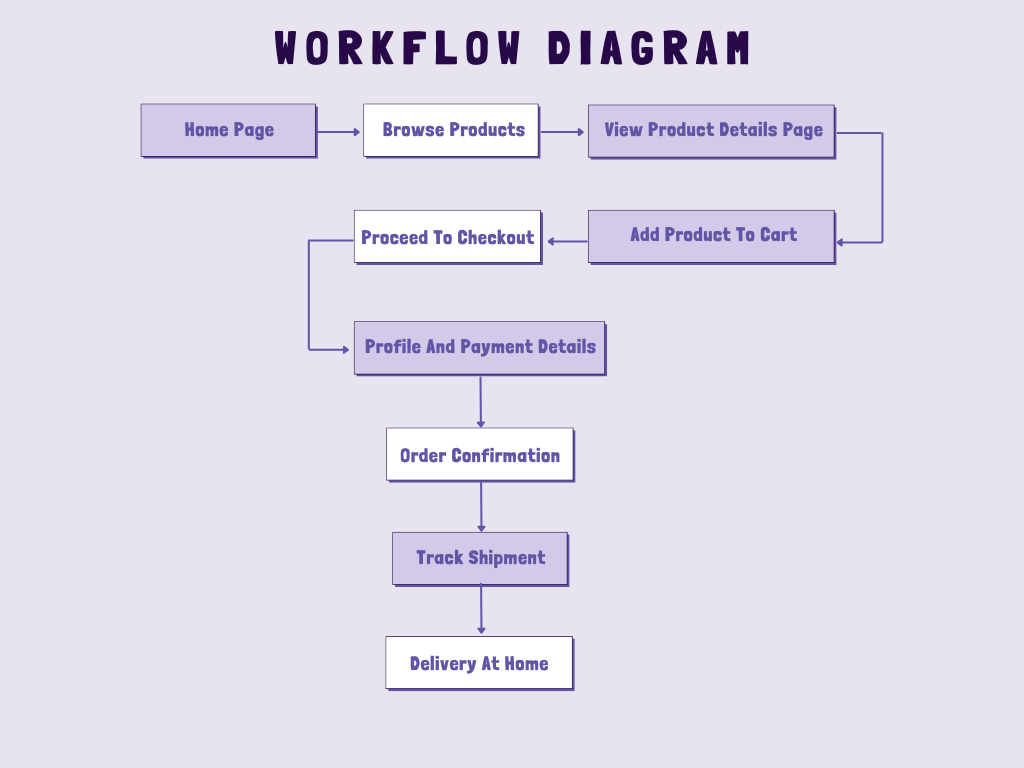 WORKFLOW DIAGRAM
Home Page
Browse Products
View Product Details Page
Proceed To Checkout
Add Product To Cart
Profile And Payment Details
Order Confirmation
Track Shipment
Delivery At Home